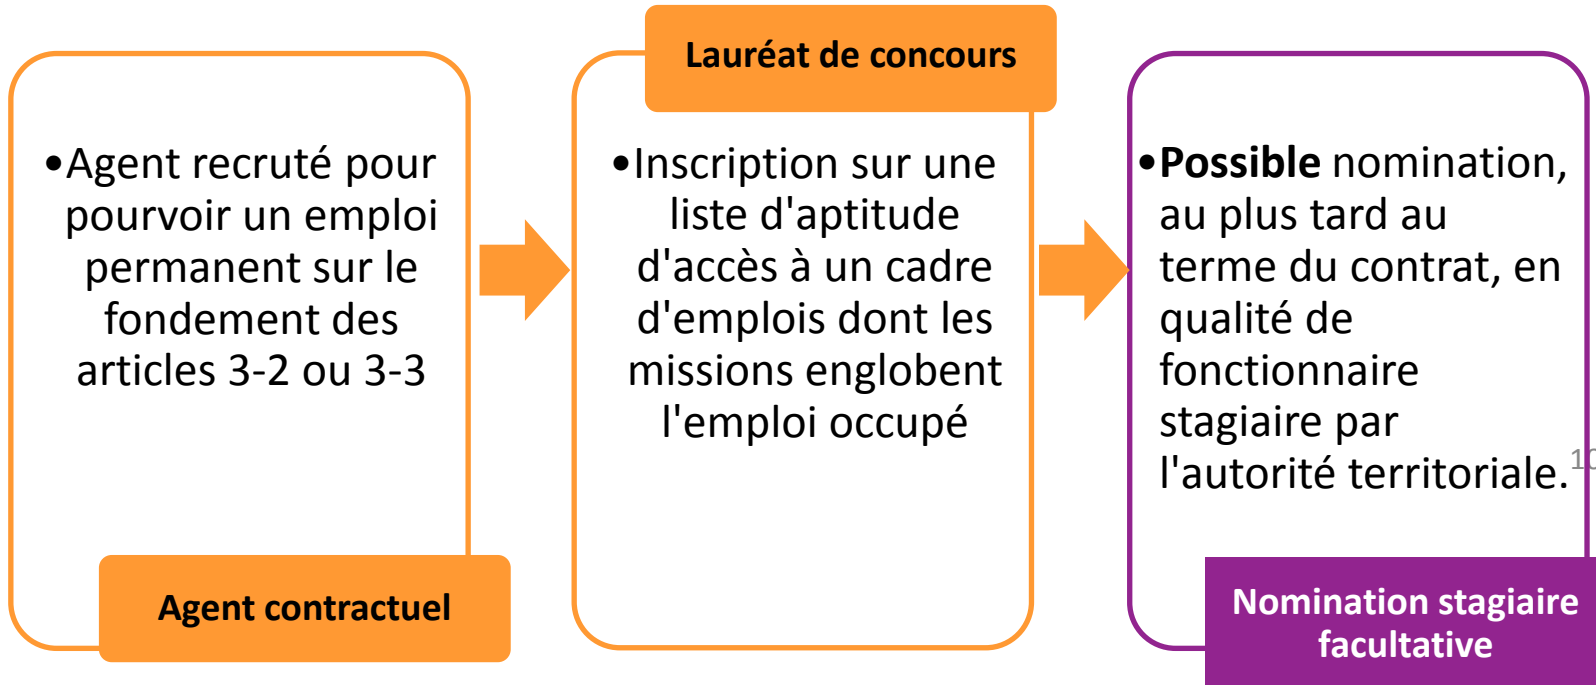 •Agent recruté pour
pourvoir un emploi
permanent sur le
fondement des
articles 3-2 ou 3-3
Agent contractuel
Lauréat de concours
•Inscription sur une
liste d'aptitude
d'accès à un cadre
d'emplois dont les
missions englobent
l'emploi occupé
•Possible nomination,
au plus tard au
terme du contrat, en
qualité de
fonctionnaire
stagiaire par
l'autorité territoriale.
Nomination stagiaire
facultative